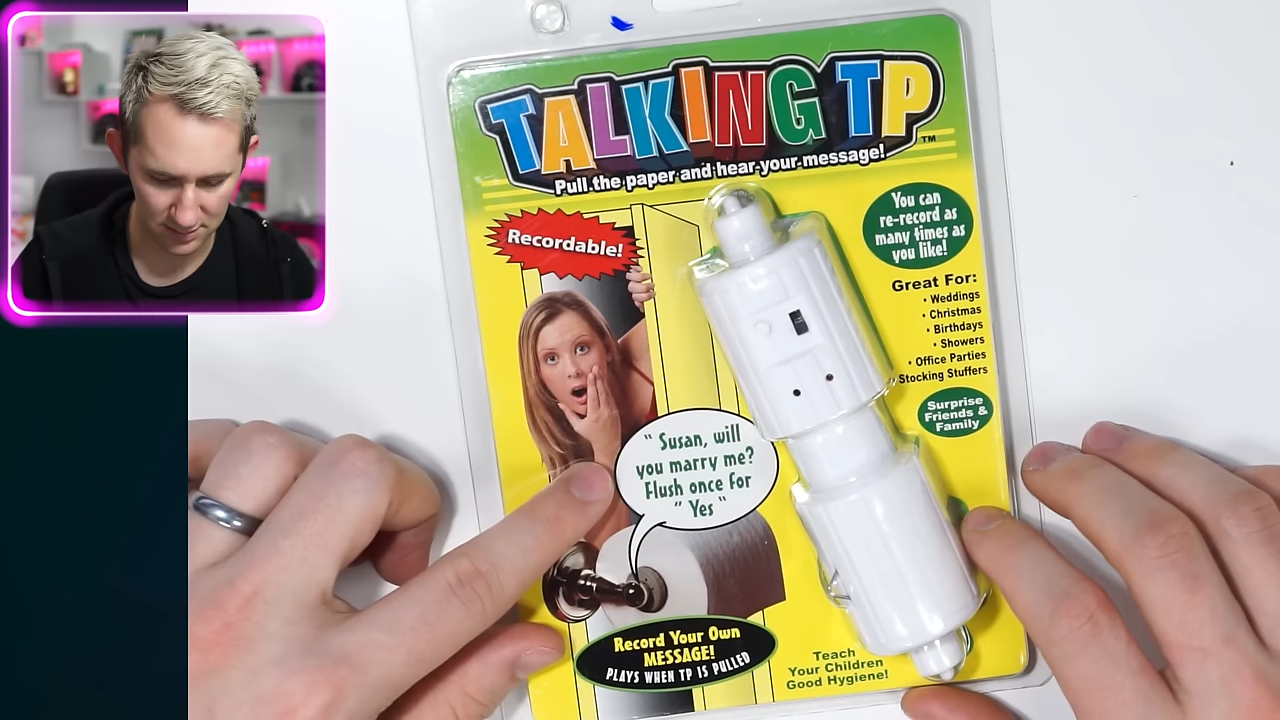 TALKING TP
TM
Pull the paper and hear your message!
Recordable!
You can
re-record as
many times as
you like!
Great For:
• Weddings
• Christmas
• Birthdays
• Showers
• Office Parties
Stocking Stuffers
Surprise
Friends &
Family
" Susan, will
you marry me?
Flush once for
" Yes "
Record Your Own
MESSAGE!
PLAYS WHEN TP IS PULLED
Teach
Your Children
Good Hygiene!